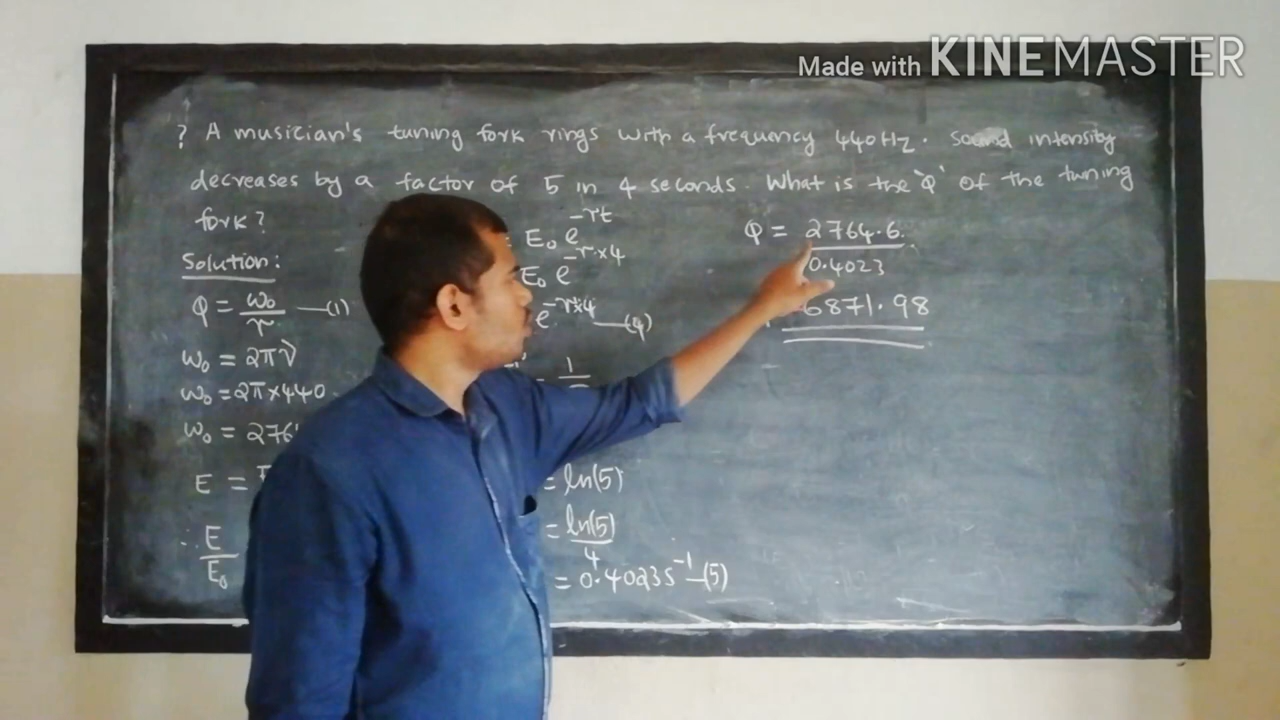 Made with KINEMASTER
? A musician's tuning fork rings with a frequency 440Hz. Sound intensity
decreases by a factor of 5 in 4 seconds. What is the 'Q' of the tuning
fork?
Solution:
Q = ω₀/r —(1)
ω₀ = 2πν
ω₀ = 2π×440
ω₀ = 276
E =
∴ E/E₀
= E₀ e^-rt
E₀ e^-r×4
e^-r×4 —(4)
= 1
= ln(5)
= ln(5)/4
= 0.4023 s⁻¹ —(5)
Q = 2764.6/0.4023
6871.98